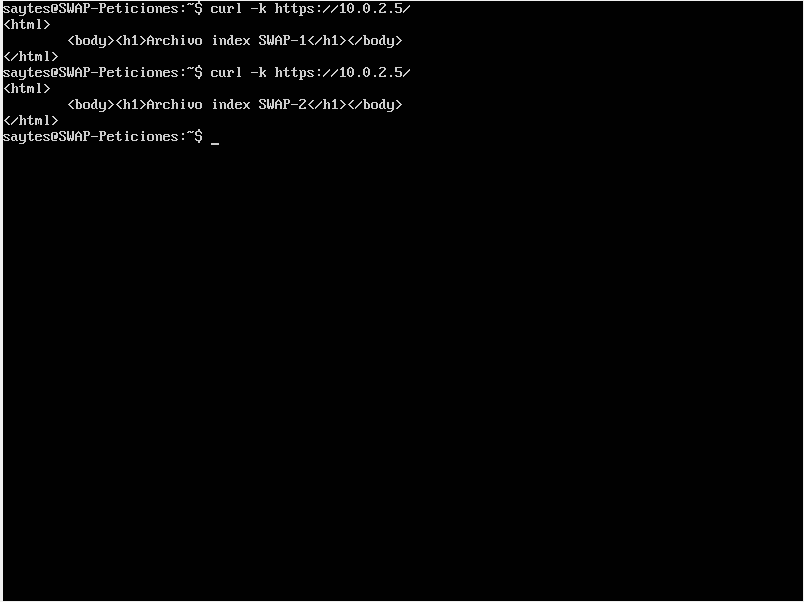 saytes@SWAP-Peticiones:~$ curl -k https://10.0.2.5/
<html>
        <body><h1>Archivo index SWAP-1</h1></body>
</html>
saytes@SWAP-Peticiones:~$ curl -k https://10.0.2.5/
<html>
        <body><h1>Archivo index SWAP-2</h1></body>
</html>
saytes@SWAP-Peticiones:~$ _